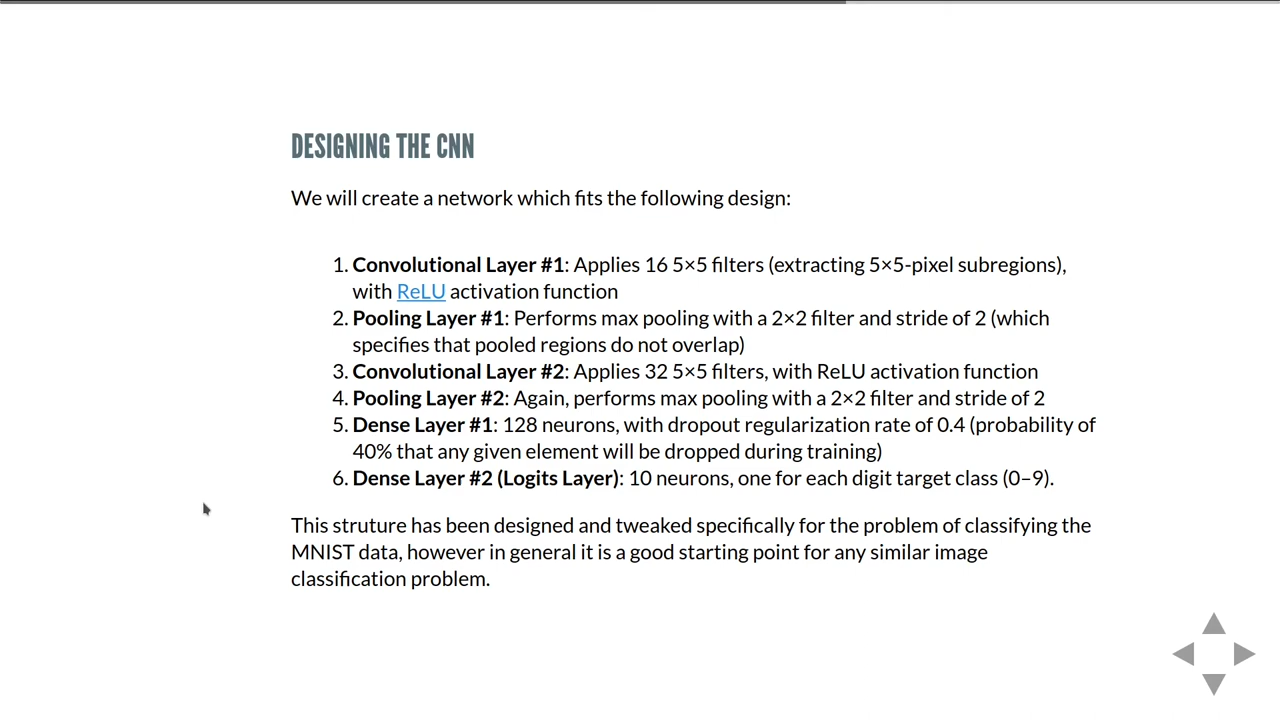 DESIGNING THE CNN
We will create a network which fits the following design:
1. Convolutional Layer #1: Applies 16 5×5 filters (extracting 5×5-pixel subregions),
with ReLU activation function
2. Pooling Layer #1: Performs max pooling with a 2×2 filter and stride of 2 (which
specifies that pooled regions do not overlap)
3. Convolutional Layer #2: Applies 32 5×5 filters, with ReLU activation function
4. Pooling Layer #2: Again, performs max pooling with a 2×2 filter and stride of 2
5. Dense Layer #1: 128 neurons, with dropout regularization rate of 0.4 (probability of
40% that any given element will be dropped during training)
6. Dense Layer #2 (Logits Layer): 10 neurons, one for each digit target class (0–9).
This struture has been designed and tweaked specifically for the problem of classifying the
MNIST data, however in general it is a good starting point for any similar image
classification problem.